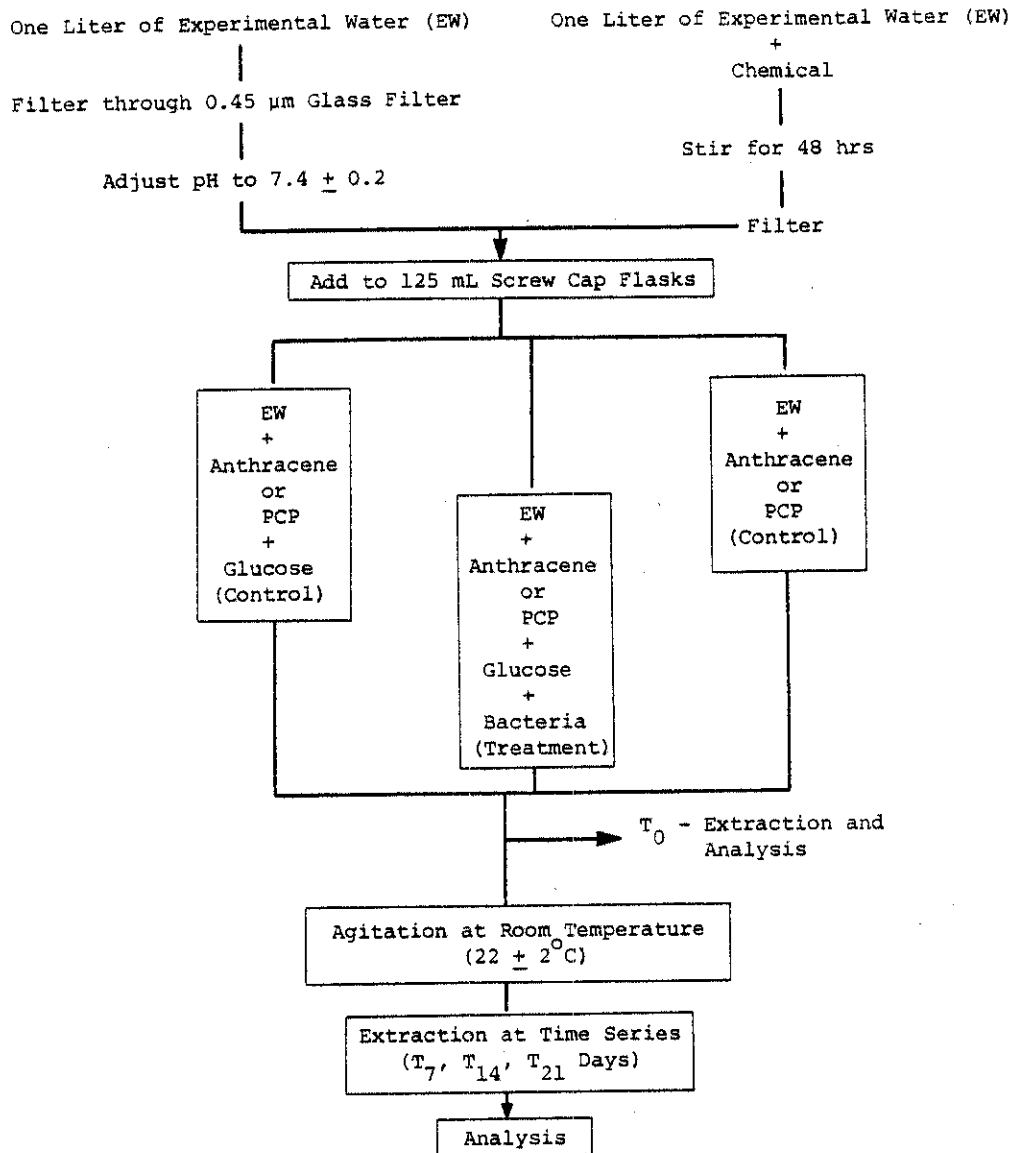 One Liter of Experimental Water (EW)
Filter through 0.45 µm Glass Filter
Adjust pH to 7.4 ± 0.2
One Liter of Experimental Water (EW)
+
Chemical
Stir for 48 hrs
Filter
Add to 125 mL Screw Cap Flasks
EW
+
Anthracene
or
PCP
+
Glucose
(Control)
EW
+
Anthracene
or
PCP
+
Glucose
+
Bacteria
(Treatment)
EW
+
Anthracene
or
PCP
(Control)
T0 - Extraction and
Analysis
Agitation at Room Temperature
(22 ± 2°C)
Extraction at Time Series
(T7, T14, T21 Days)
Analysis